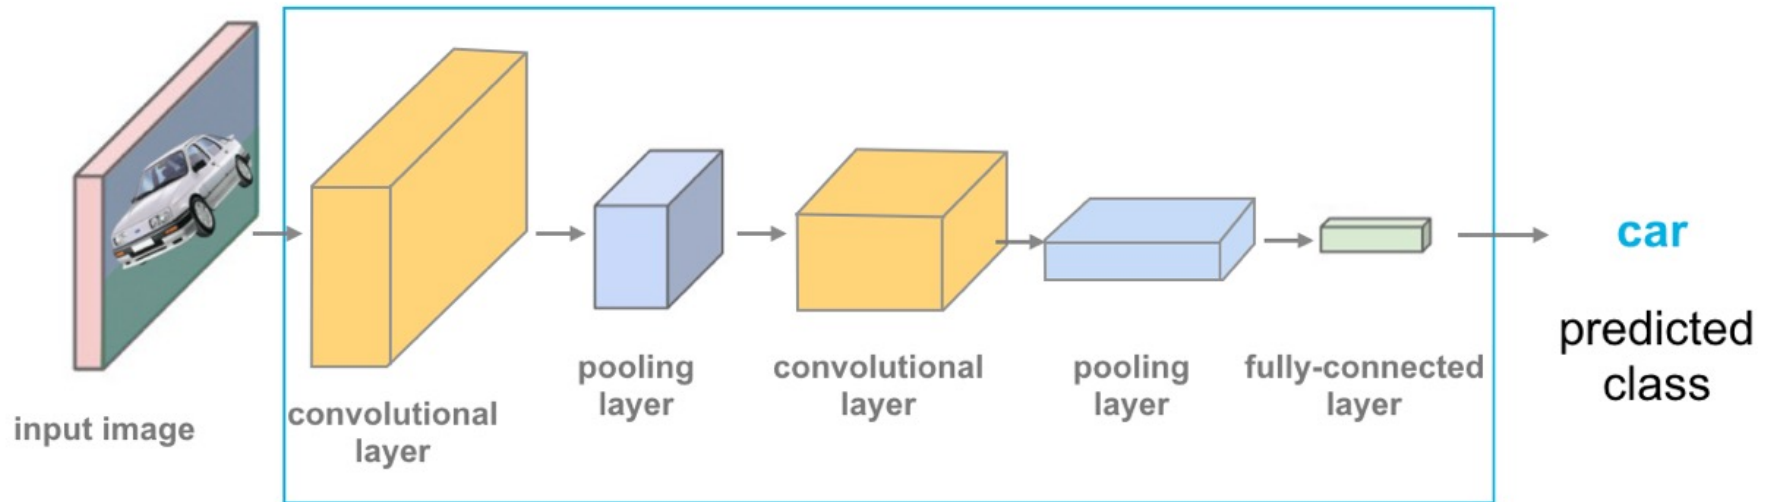 input image
convolutional
layer
pooling
layer
convolutional
layer
pooling
layer
fully-connected
layer
car
predicted
class